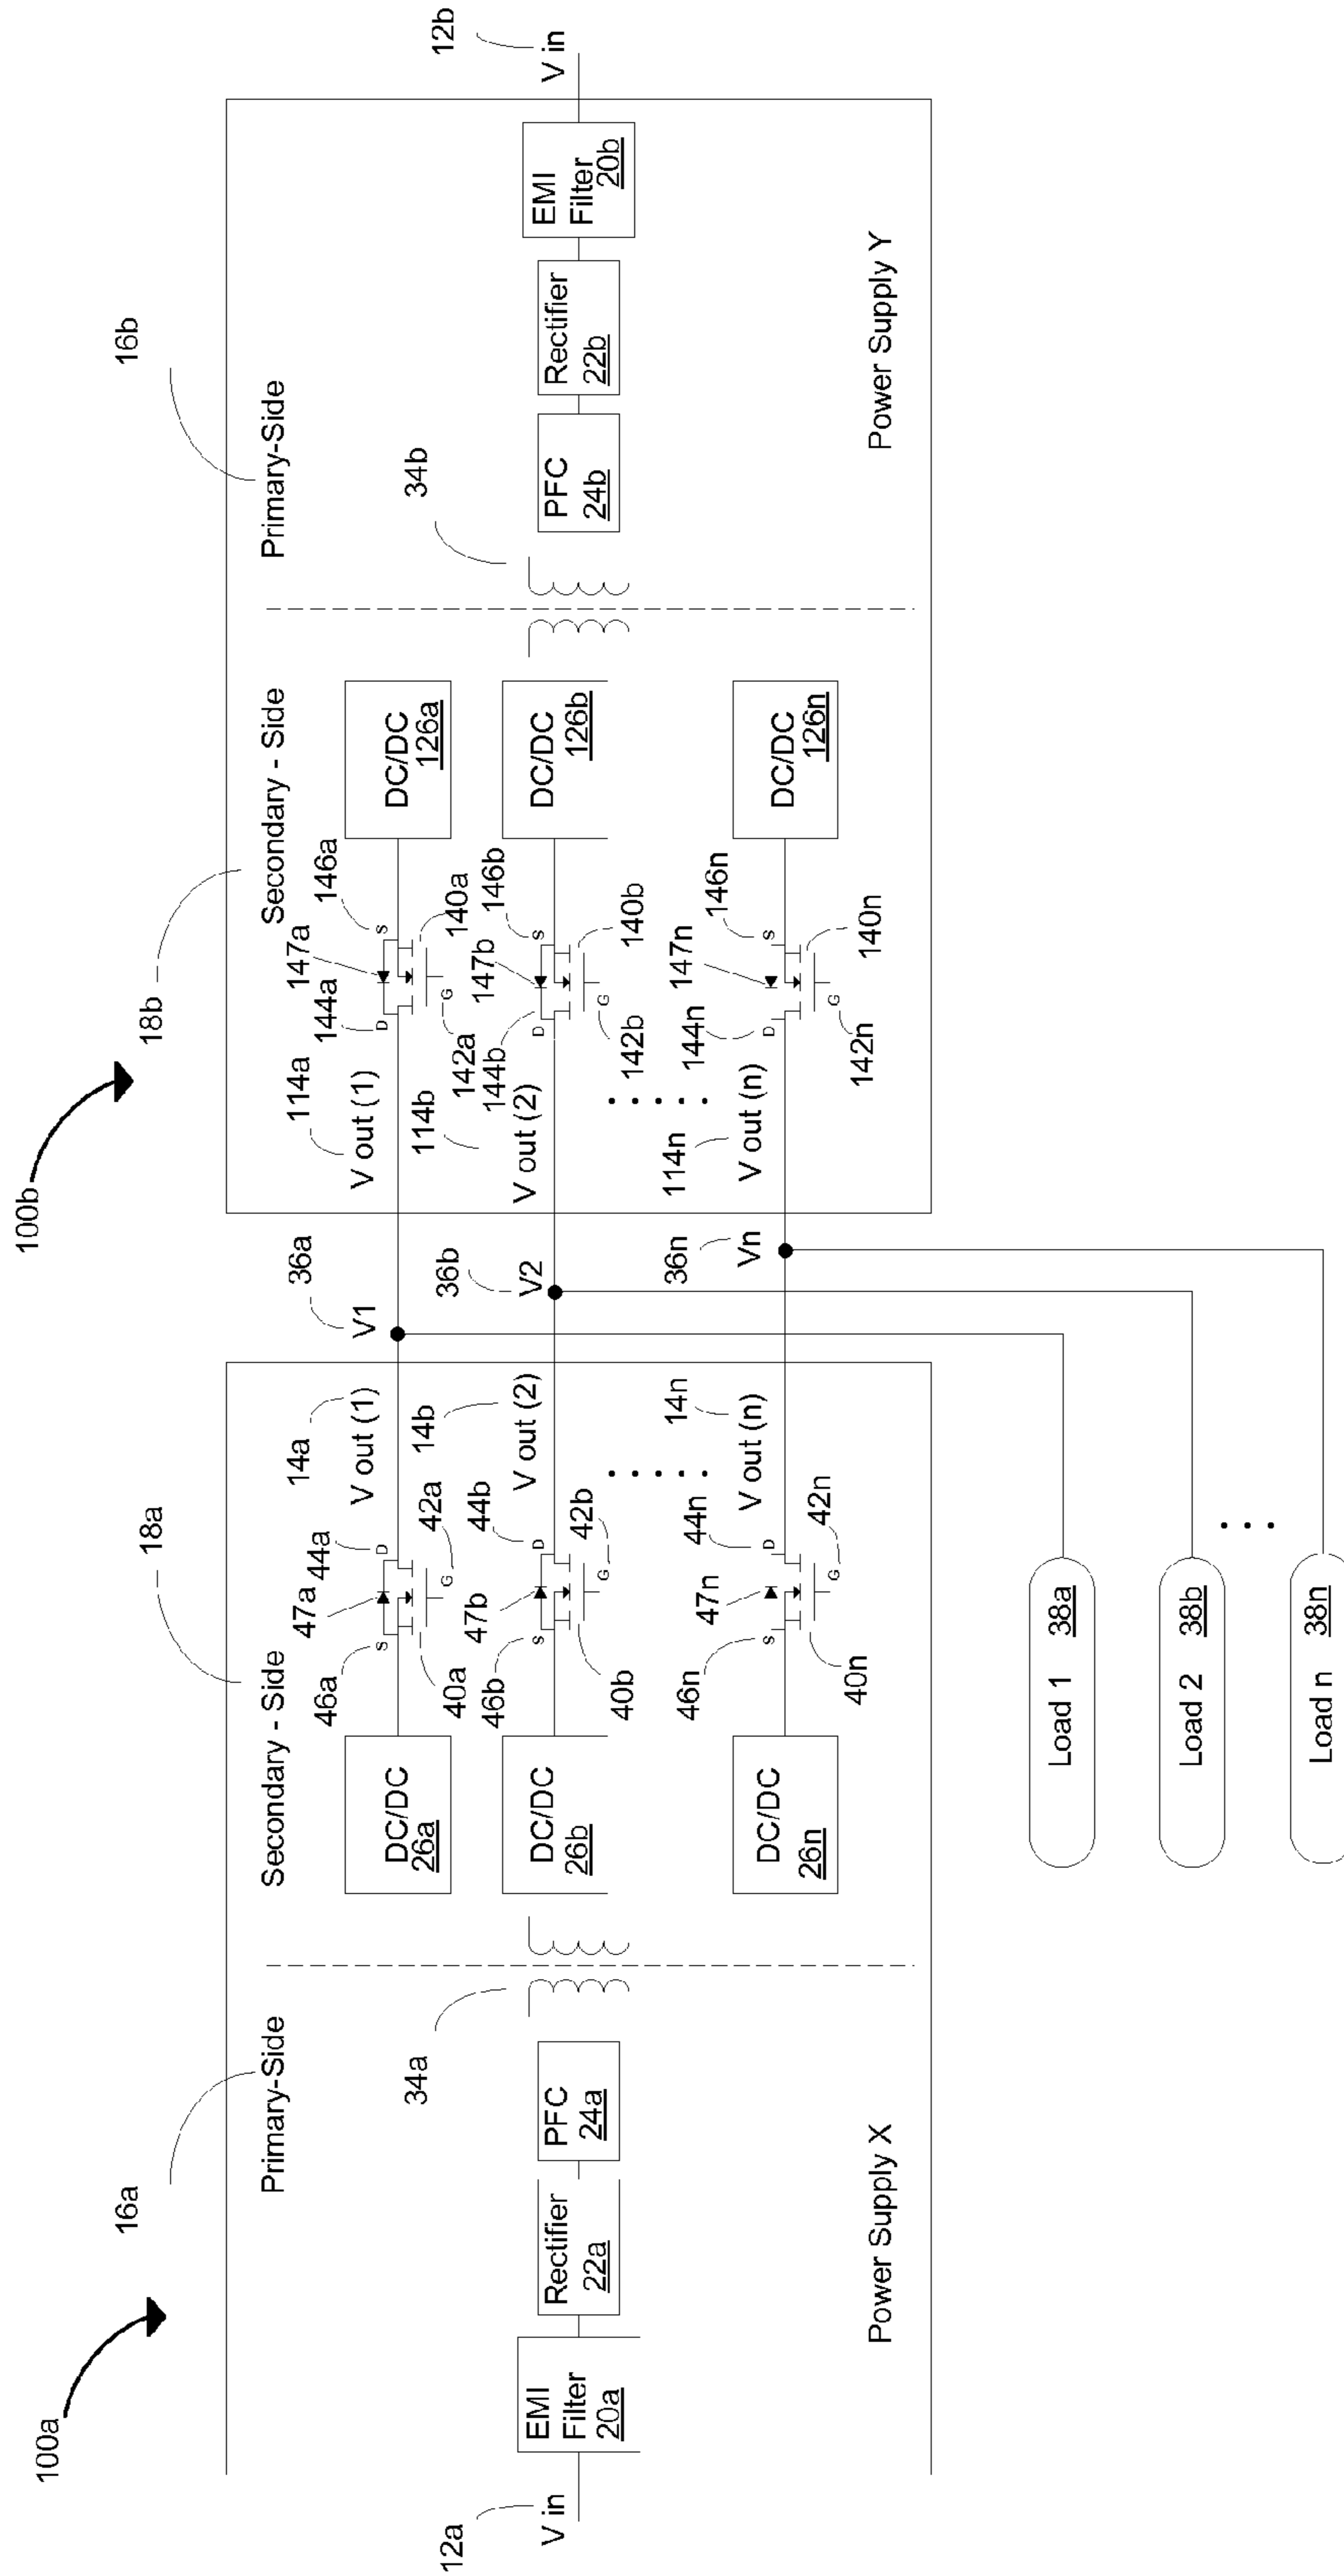 100a
100b
16a
18a
18b
16b
Primary-Side
Secondary - Side
Secondary - Side
Primary-Side
12a
V in
EMI
Filter
20a
Rectifier
22a
PFC
24a
34a
DC/DC
26a
46a
S
47a
44a
D
G
42a
40a
14a
V out (1)
36a
V1
114a
V out (1)
144a
D
147a
146a
S
G
142a
140a
DC/DC
126a
DC/DC
26b
46b
S
47b
44b
D
G
42b
40b
14b
V out (2)
36b
V2
114b
V out (2)
144b
D
147b
146b
S
G
142b
140b
DC/DC
126b
. . . . .
. . . . .
DC/DC
26n
46n
S
47n
44n
D
G
42n
40n
14n
V out (n)
36n
Vn
114n
V out (n)
144n
D
147n
146n
S
G
142n
140n
DC/DC
126n
34b
PFC
24b
Rectifier
22b
EMI
Filter
20b
V in
12b
Power Supply X
Power Supply Y
Load 1 38a
Load 2 38b
. . .
Load n 38n